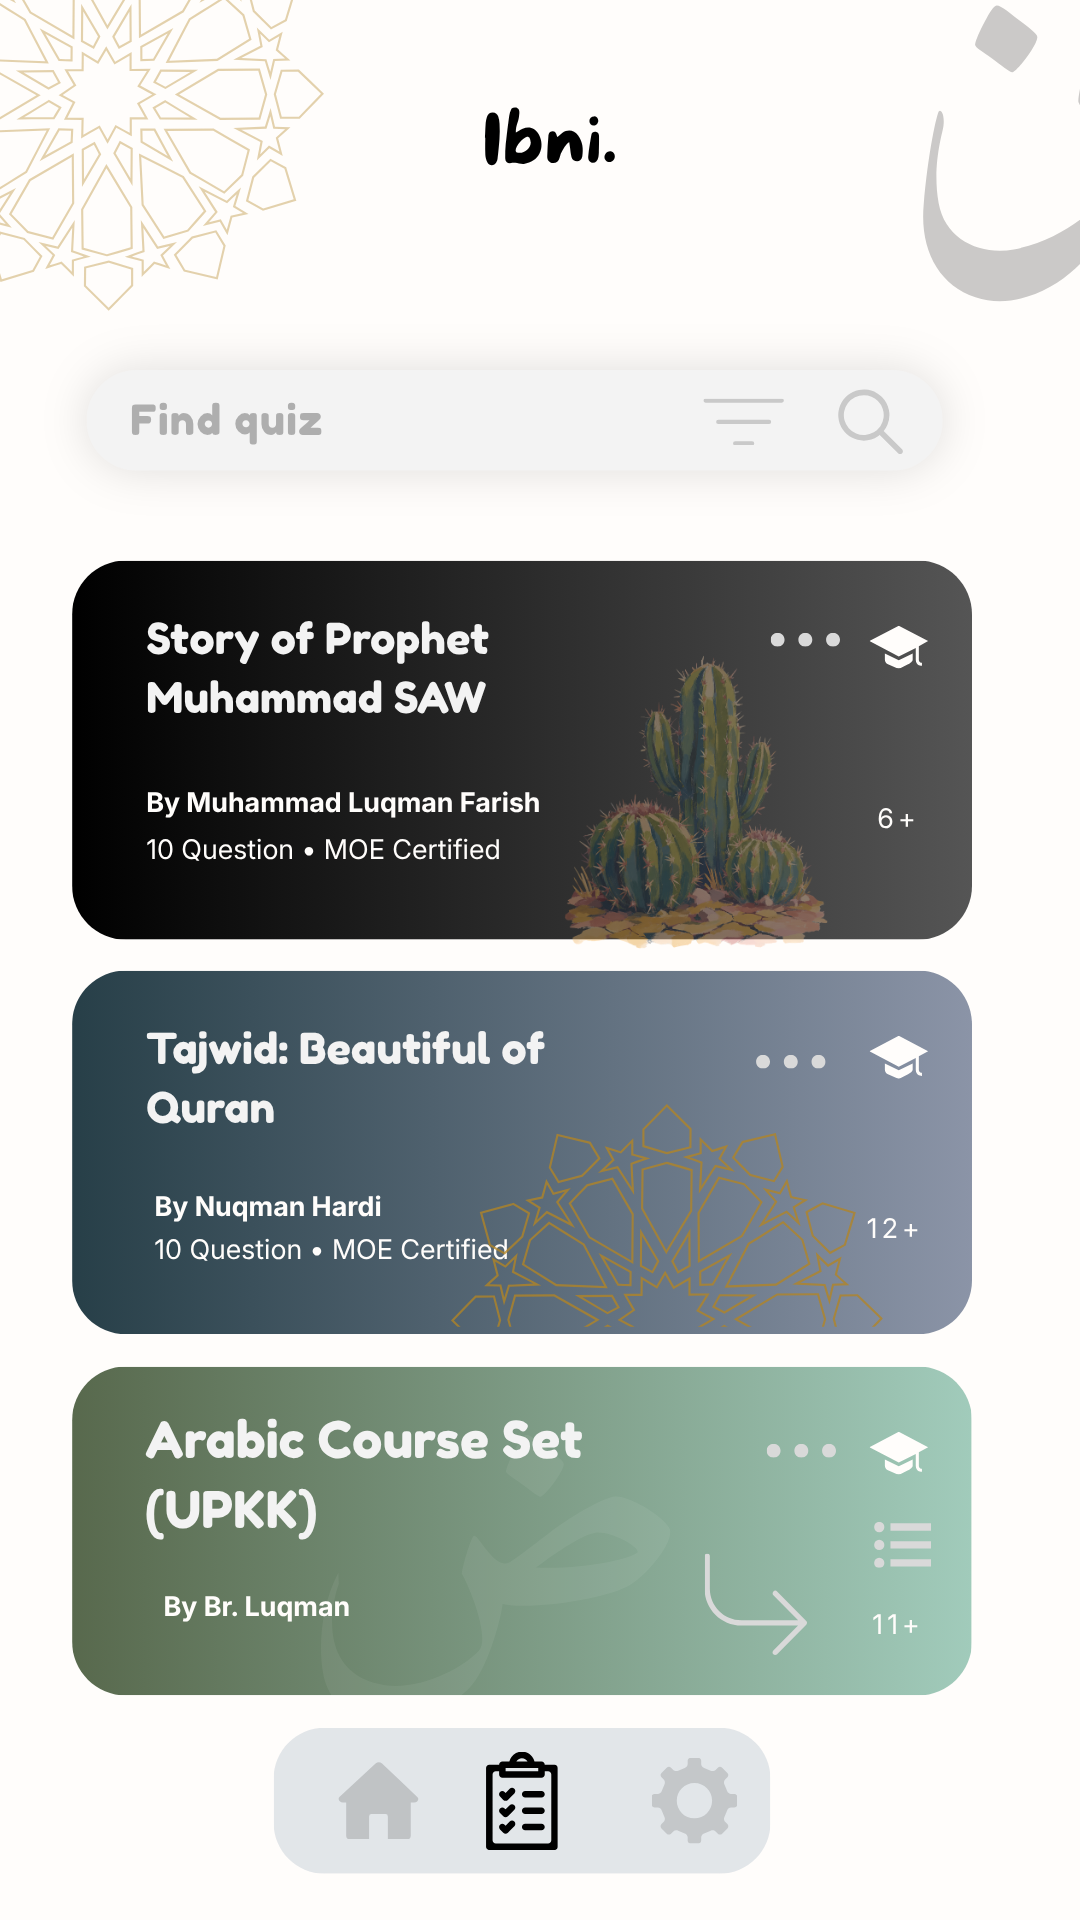 Ibni.
ن
Find quiz
Story of Prophet
Muhammad SAW
By Muhammad Luqman Farish
10 Question • MOE Certified
6+
Tajwid: Beautiful of
Quran
By Nuqman Hardi
10 Question • MOE Certified
12+
Arabic Course Set
(UPKK)
ض
By Br. Luqman
11+